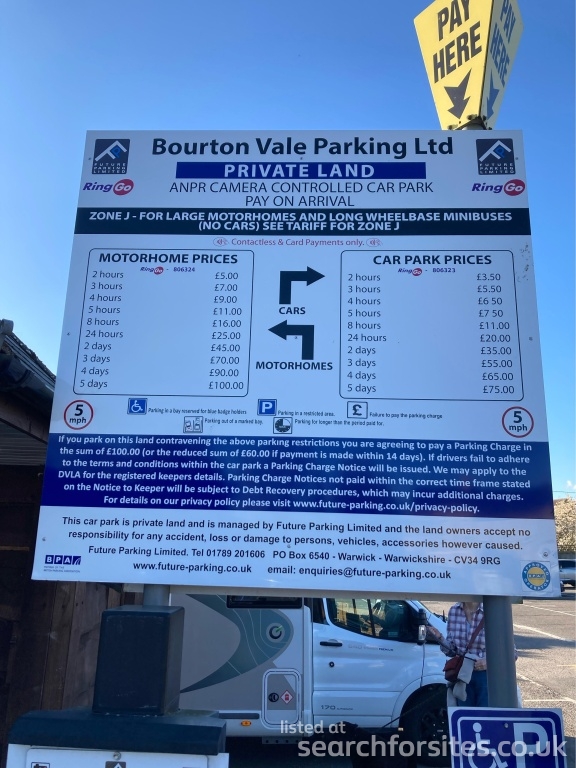 PAY
HERE
PAY
HERE
Bourton Vale Parking Ltd
PRIVATE LAND
FUTURE
PARKING
LIMITED
FUTURE
PARKING
LIMITED
RingGo
RingGo
ANPR CAMERA CONTROLLED CAR PARK
PAY ON ARRIVAL
ZONE J - FOR LARGE MOTORHOMES AND LONG WHEELBASE MINIBUSES
(NO CARS) SEE TARIFF FOR ZONE J
Contactless & Card Payments only.
MOTORHOME PRICES
RingGo - 806324
2 hours £5.00
3 hours £7.00
4 hours £9.00
5 hours £11.00
8 hours £16.00
24 hours £25.00
2 days £45.00
3 days £70.00
4 days £90.00
5 days £100.00
CARS
MOTORHOMES
CAR PARK PRICES
RingGo - 806323
2 hours £3.50
3 hours £5.50
4 hours £6 50
5 hours £7 50
8 hours £11.00
24 hours £20.00
2 days £35.00
3 days £55.00
4 days £65.00
5 days £75.00
5
mph
Parking in a bay reserved for blue badge holders
P
Parking in a restricted area.
£
Failure to pay the parking charge.
Parking out of a marked bay.
Parking for longer than the period paid for.
5
mph
If you park on this land contravening the above parking restrictions you are agreeing to pay a Parking Charge in
the sum of £100.00 (or the reduced sum of £60.00 if payment is made within 14 days). If drivers fail to adhere
to the terms and conditions within the car park a Parking Charge Notice will be issued. We may apply to the
DVLA for the registered keepers details. Parking Charge Notices not paid within the correct time frame stated
on the Notice to Keeper will be subject to Debt Recovery procedures, which may incur additional charges.
For details on our privacy policy please visit www.future-parking.co.uk/privacy-policy.
This car park is private land and is managed by Future Parking Limited and the land owners accept no
responsibility for any accident, loss or damage to persons, vehicles, accessories however caused.
Future Parking Limited. Tel 01789 201606 PO Box 6540 - Warwick - Warwickshire - CV34 9RG
www.future-parking.co.uk email: enquiries@future-parking.co.uk
BPA
170
P
listed at
searchforsites.co.uk